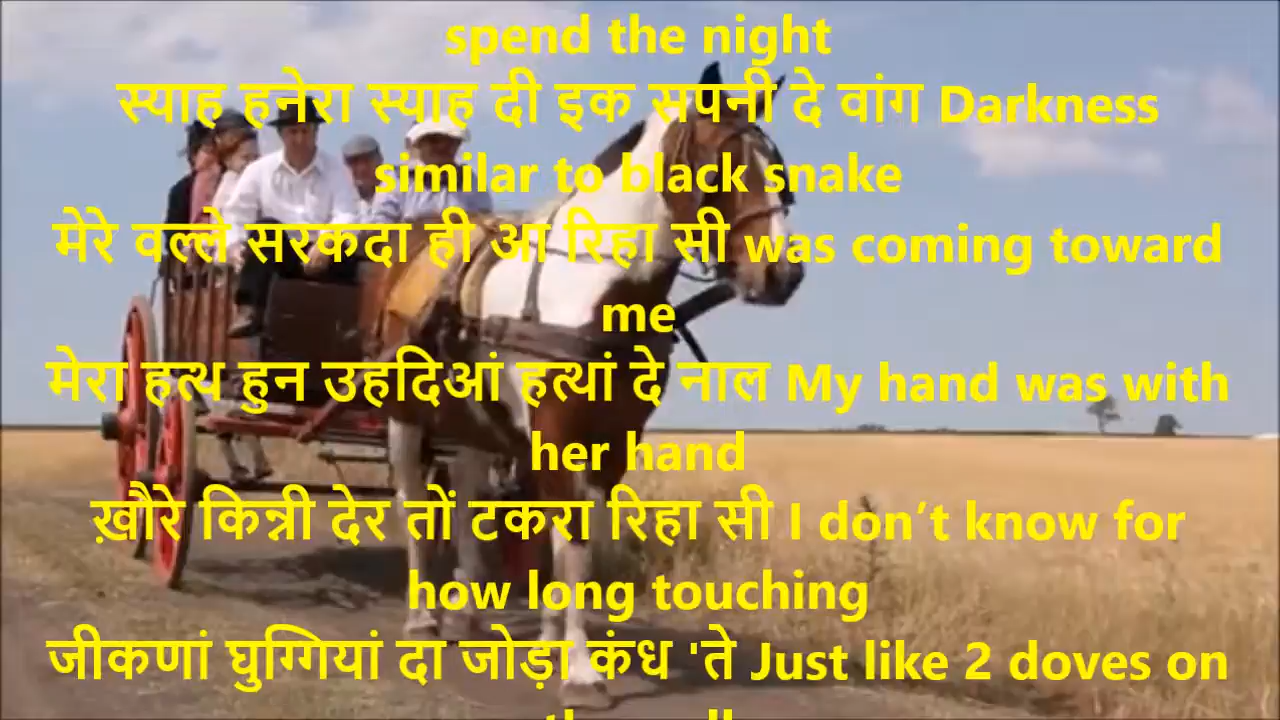 spend the night
स्याह हनेरा स्याह दी इक सपनी दे वांग Darkness
similar to black snake
मेरे वल्ले सरकदा ही आ रिहा सी was coming toward
me
मेरा हत्थ हुन उहदिआं हत्थां दे नाल My hand was with
her hand
ख़ौरे किन्नी देर तों टकरा रिहा सी I don’t know for
how long touching
जीकणां घुग्गियां दा जोड़ा कंध 'ते Just like 2 doves on